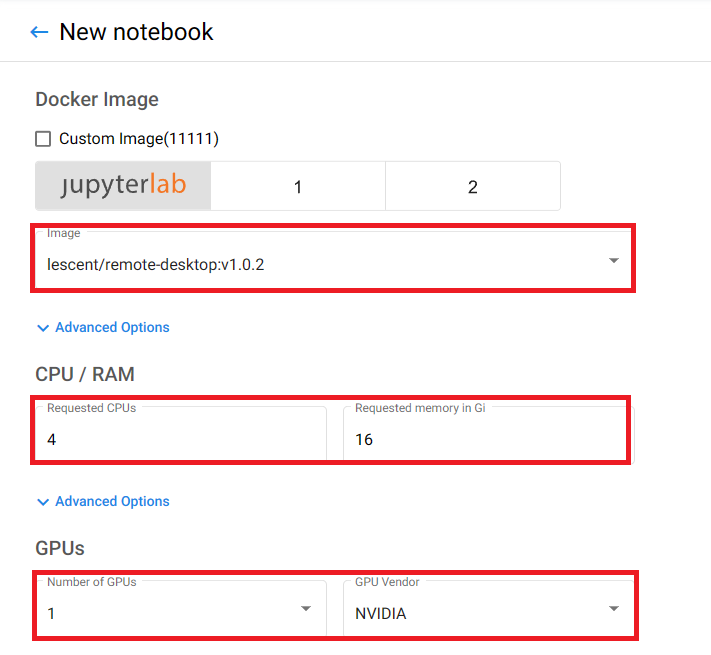 New notebook
Docker Image
Custom Image(11111)
jupyterlab 1 2
Image
lescent/remote-desktop:v1.0.2
Advanced Options
CPU / RAM
Requested CPUs Requested memory in Gi
4 16
Advanced Options
GPUs
Number of GPUs GPU Vendor
1 NVIDIA